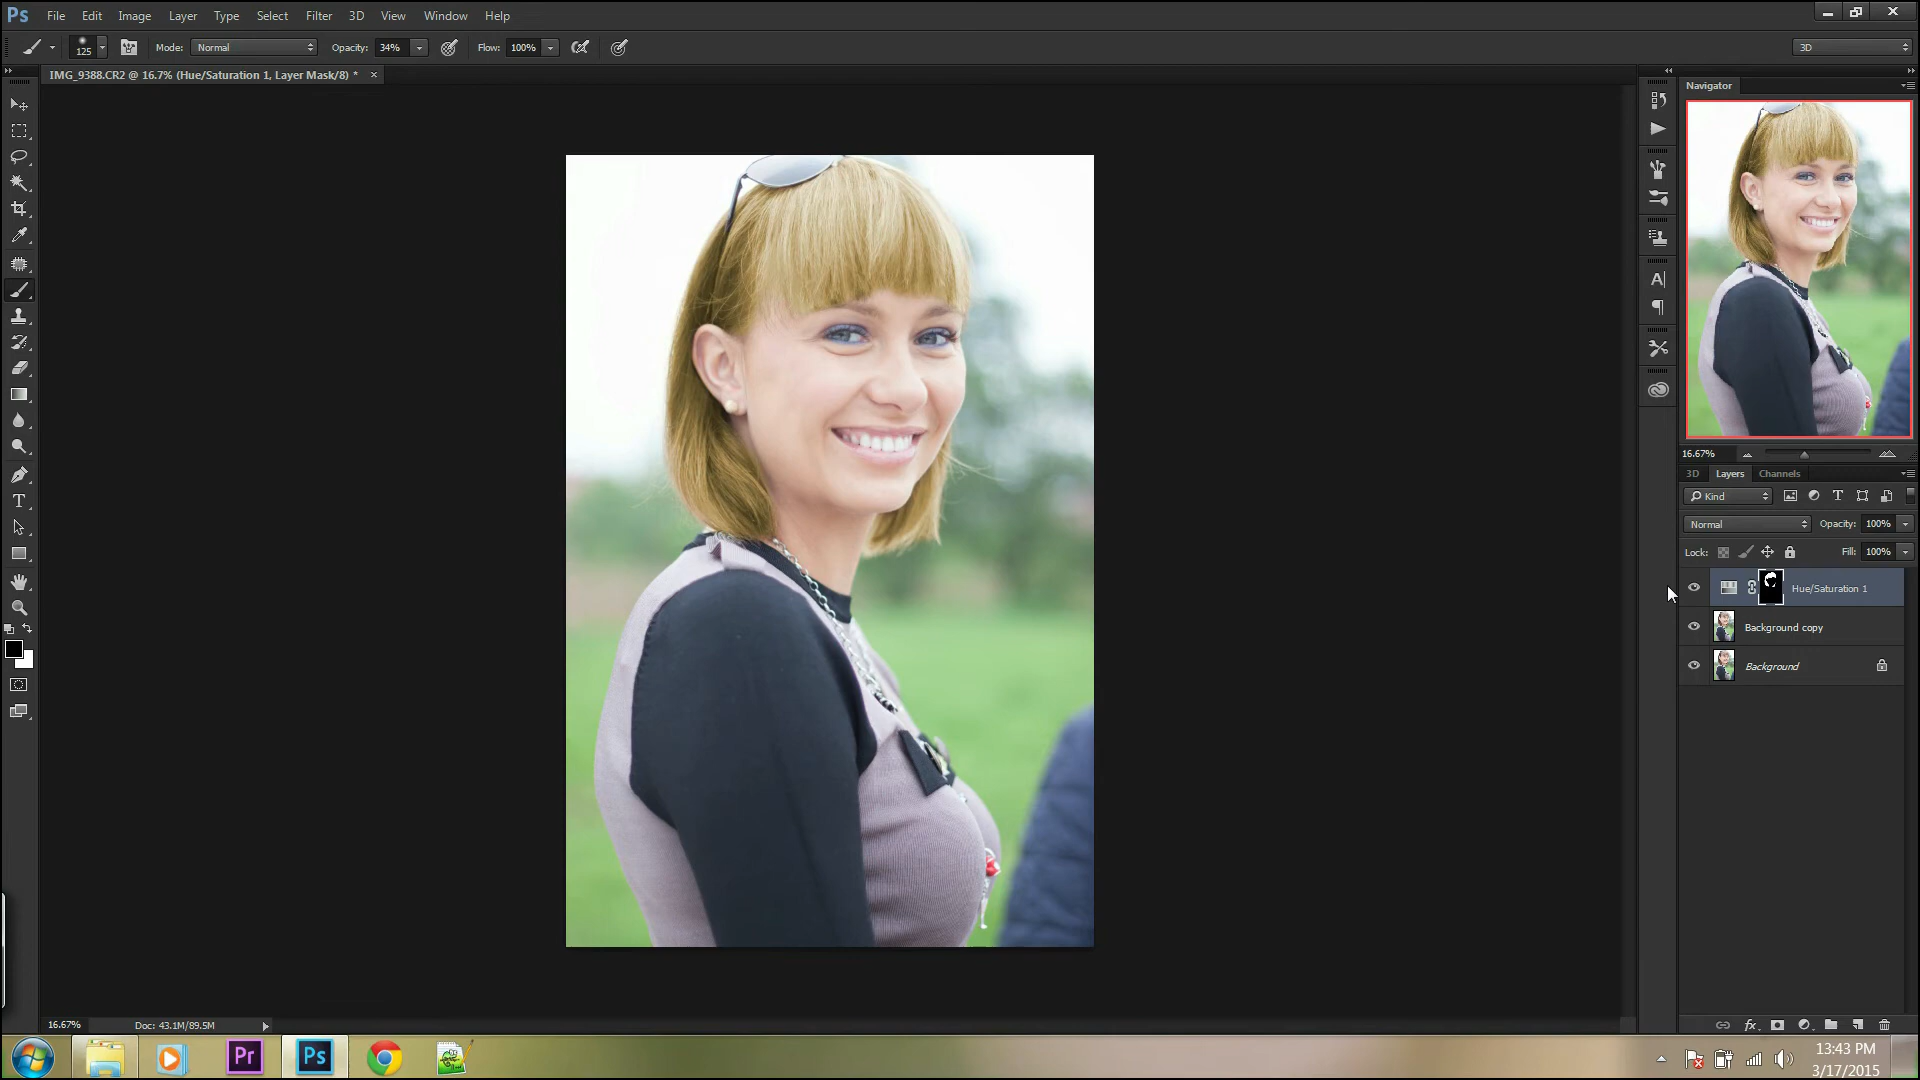 Ps File Edit Image Layer Type Select Filter 3D View Window Help
125 Mode: Normal Opacity: 34% Flow: 100% 3D
IMG_9388.CR2 @ 16.7% (Hue/Saturation 1, Layer Mask/8) *
Navigator
16.67%
3D Layers Channels
Kind T
Normal Opacity: 100%
Lock: Fill: 100%
Hue/Saturation 1
Background copy
Background
fx
16.67% Doc: 43.1M/89.5M
Pr Ps
13:43 PM
3/17/2015